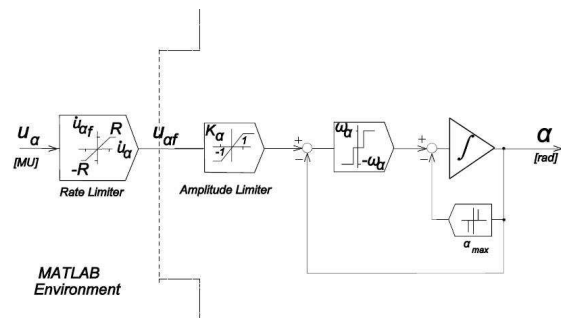 u_α
[MU]
u̇_αf R
u̇_α
-R
Rate Limiter
u_αf
K_α
1
-1
Amplitude Limiter
+
−
ω_α
-ω_α
+
−
∫
α
[rad]
α_max
MATLAB
Environment